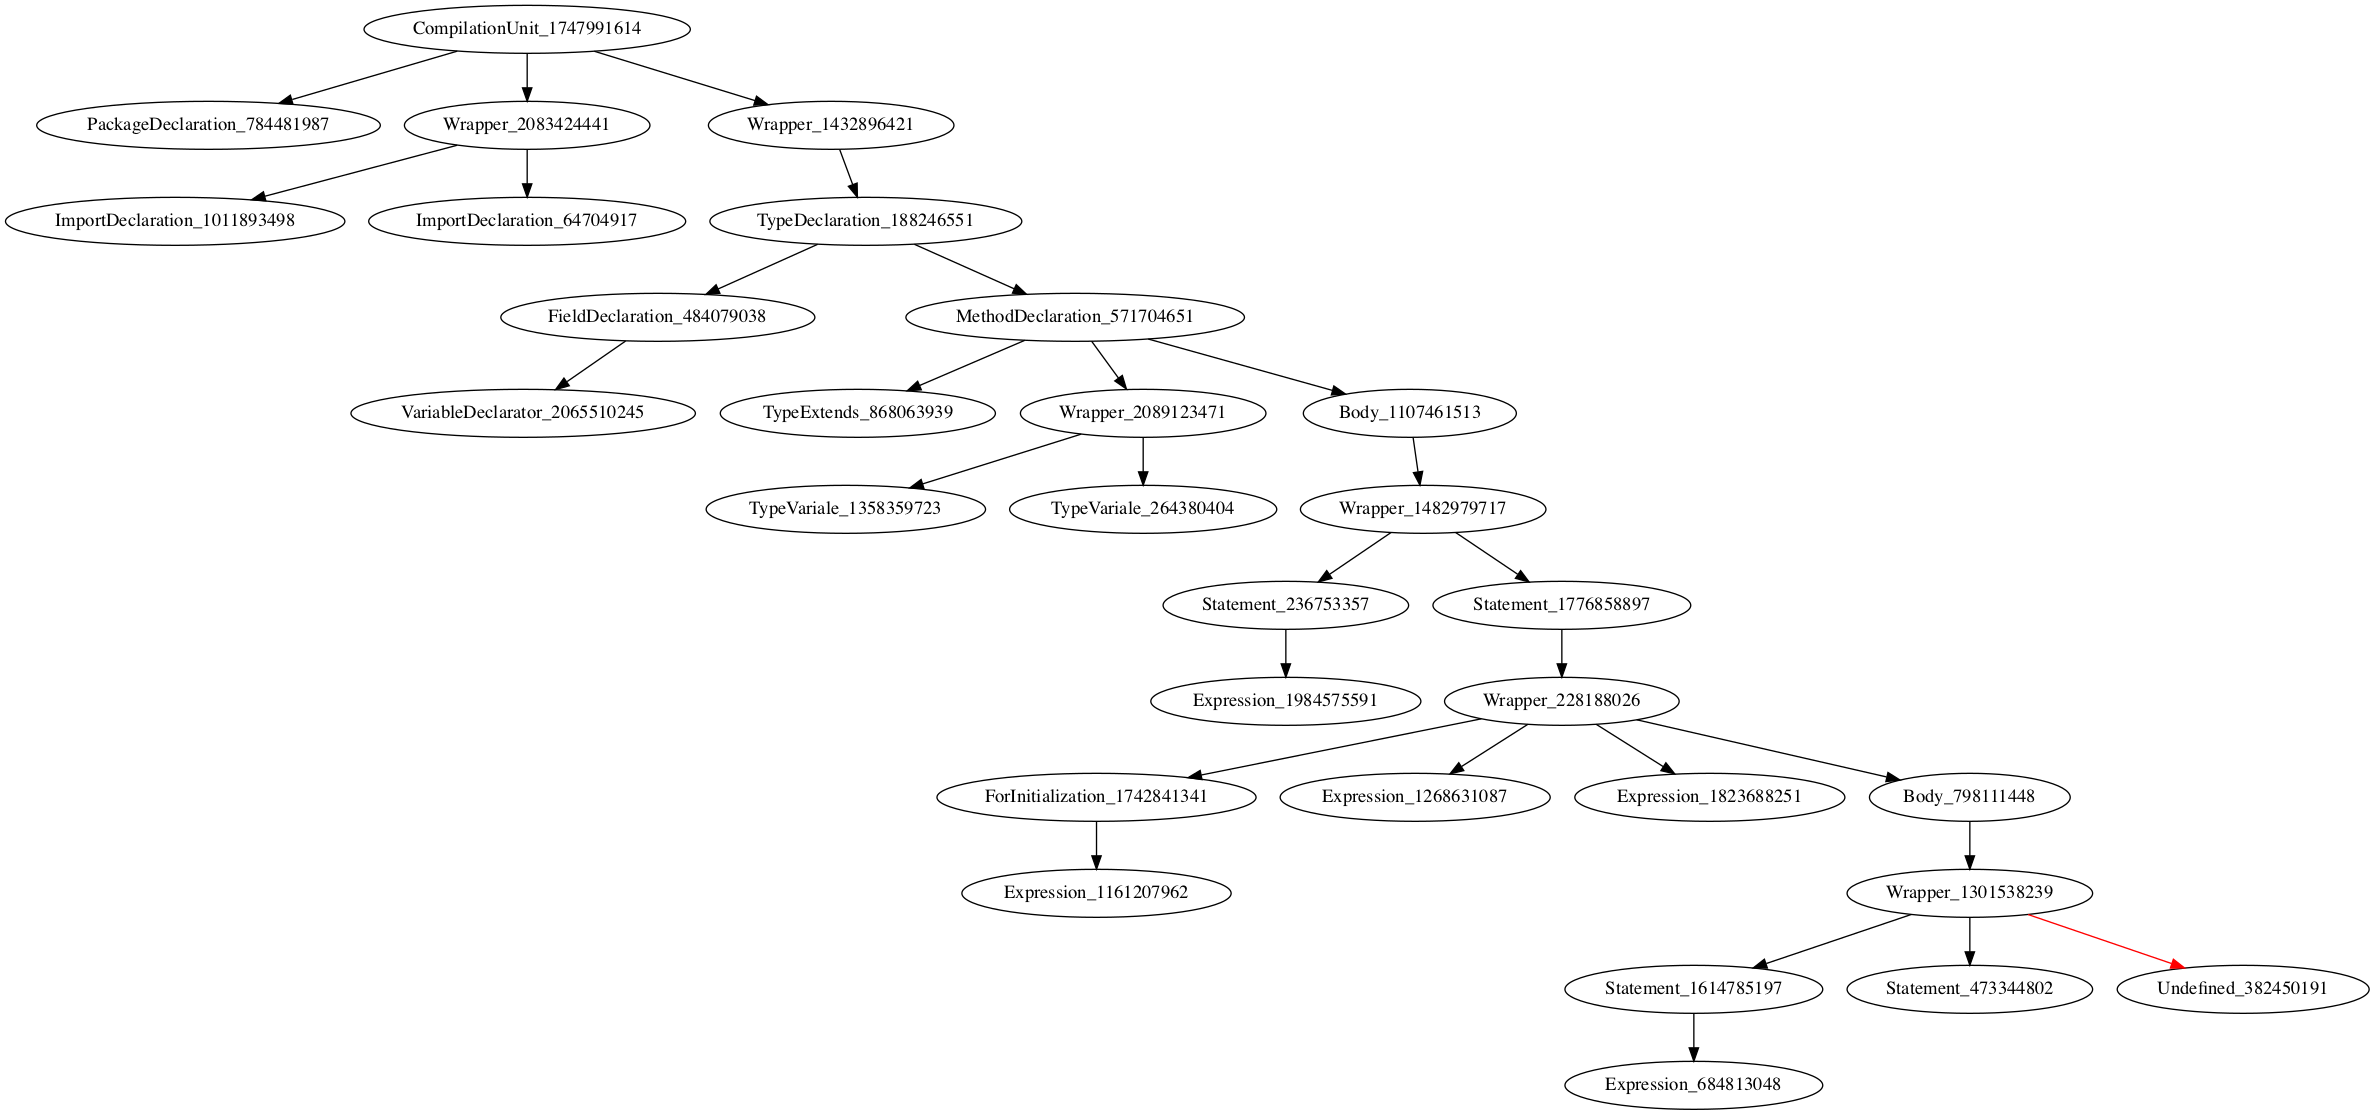 CompilationUnit_1747991614
PackageDeclaration_784481987
Wrapper_2083424441
Wrapper_1432896421
ImportDeclaration_1011893498
ImportDeclaration_64704917
TypeDeclaration_188246551
FieldDeclaration_484079038
MethodDeclaration_571704651
VariableDeclarator_2065510245
TypeExtends_868063939
Wrapper_2089123471
Body_1107461513
TypeVariale_1358359723
TypeVariale_264380404
Wrapper_1482979717
Statement_236753357
Statement_1776858897
Expression_1984575591
Wrapper_228188026
ForInitialization_1742841341
Expression_1268631087
Expression_1823688251
Body_798111448
Expression_1161207962
Wrapper_1301538239
Statement_1614785197
Statement_473344802
Undefined_382450191
Expression_684813048